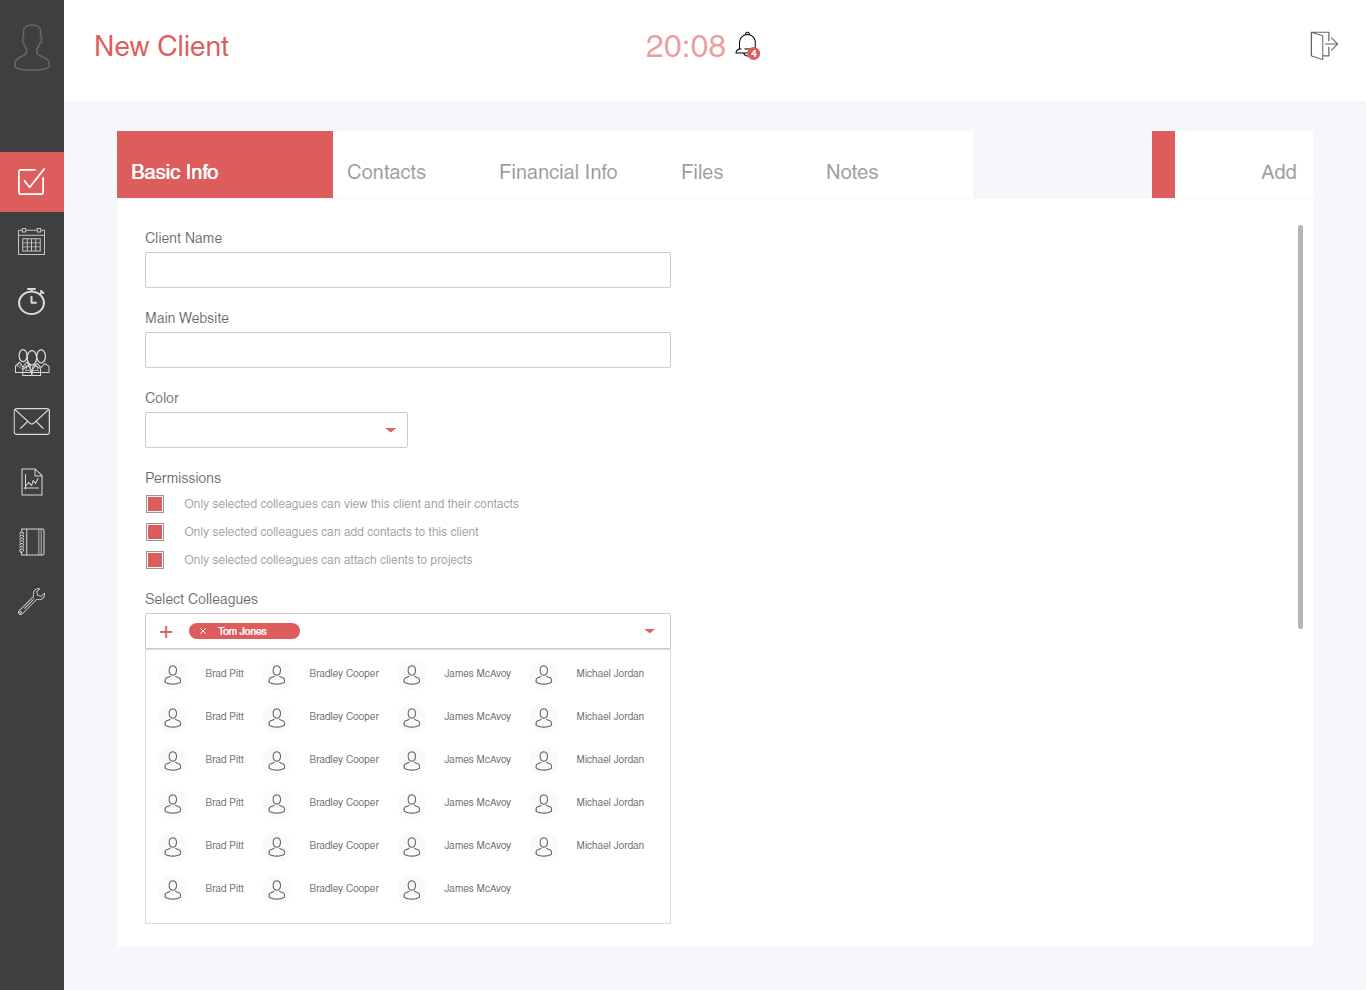 New Client
20:08
4
Basic Info
Contacts
Financial Info
Files
Notes
Add
Client Name
Main Website
Color
Permissions
Only selected colleagues can view this client and their contacts
Only selected colleagues can add contacts to this client
Only selected colleagues can attach clients to projects
Select Colleagues
+ × Tom Jones
Brad Pitt Bradley Cooper James McAvoy Michael Jordan
Brad Pitt Bradley Cooper James McAvoy Michael Jordan
Brad Pitt Bradley Cooper James McAvoy Michael Jordan
Brad Pitt Bradley Cooper James McAvoy Michael Jordan
Brad Pitt Bradley Cooper James McAvoy Michael Jordan
Brad Pitt Bradley Cooper James McAvoy